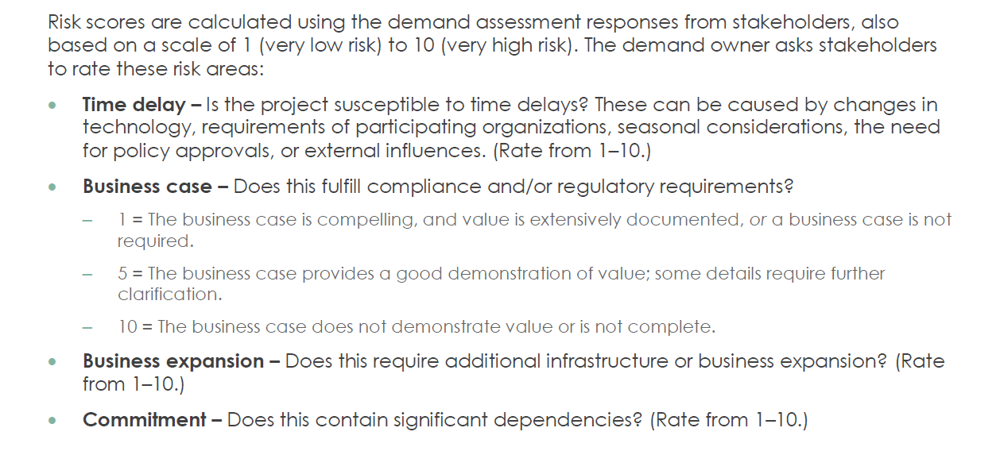 Risk scores are calculated using the demand assessment responses from stakeholders, also
based on a scale of 1 (very low risk) to 10 (very high risk). The demand owner asks stakeholders
to rate these risk areas:
• Time delay – Is the project susceptible to time delays? These can be caused by changes in
technology, requirements of participating organizations, seasonal considerations, the need
for policy approvals, or external influences. (Rate from 1–10.)
• Business case – Does this fulfill compliance and/or regulatory requirements?
– 1 = The business case is compelling, and value is extensively documented, or a business case is not
required.
– 5 = The business case provides a good demonstration of value; some details require further
clarification.
– 10 = The business case does not demonstrate value or is not complete.
• Business expansion – Does this require additional infrastructure or business expansion? (Rate
from 1–10.)
• Commitment – Does this contain significant dependencies? (Rate from 1–10.)